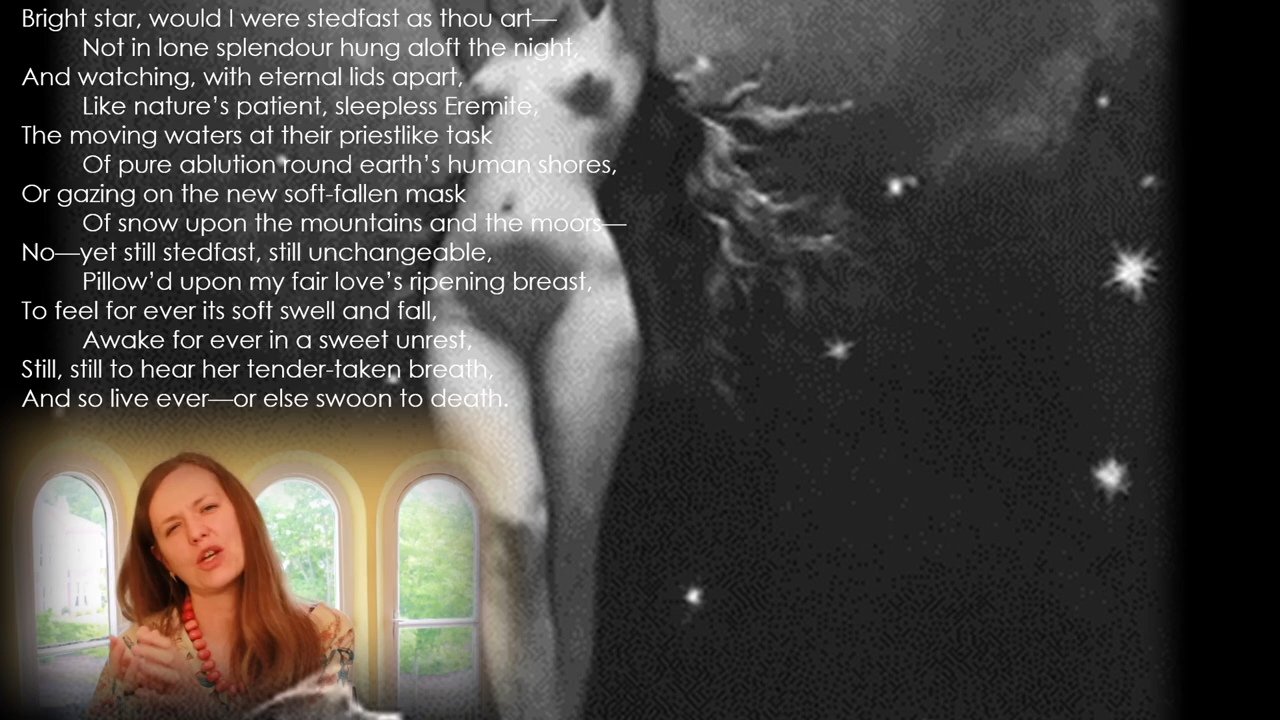 Bright star, would I were stedfast as thou art—
Not in lone splendour hung aloft the night,
And watching, with eternal lids apart,
Like nature’s patient, sleepless Eremite,
The moving waters at their priestlike task
Of pure ablution round earth’s human shores,
Or gazing on the new soft-fallen mask
Of snow upon the mountains and the moors—
No—yet still stedfast, still unchangeable,
Pillow’d upon my fair love’s ripening breast,
To feel for ever its soft swell and fall,
Awake for ever in a sweet unrest,
Still, still to hear her tender-taken breath,
And so live ever—or else swoon to death.